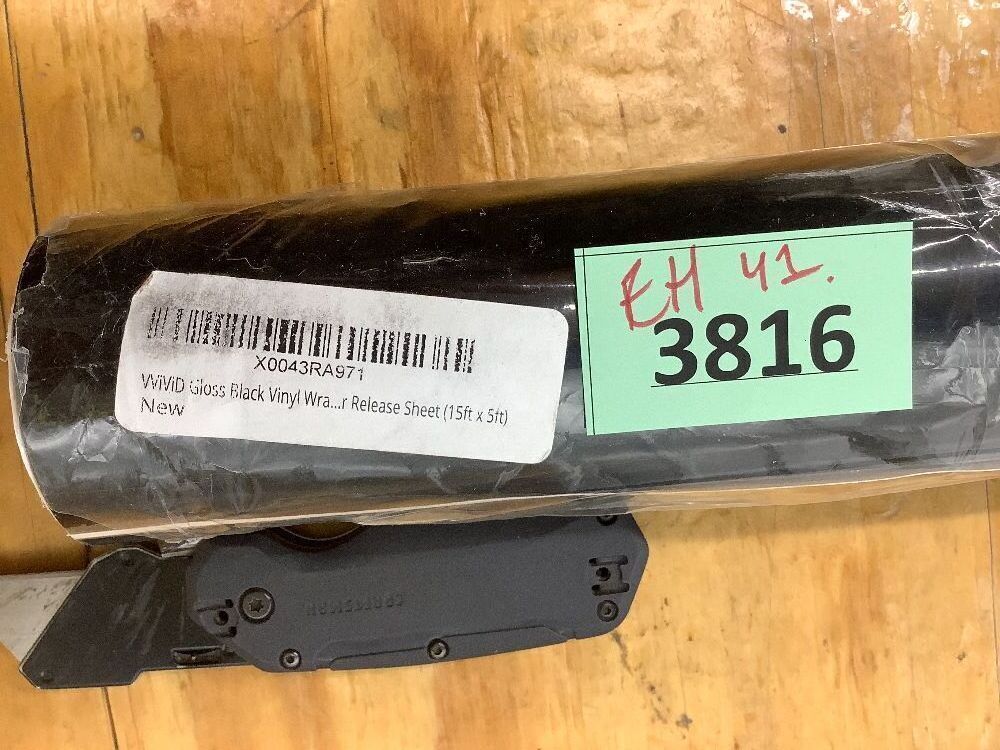 X0043RA971
VViViD Gloss Black Vinyl Wra...r Release Sheet (15ft x 5ft)
New
EH 41.
3816
CRAFTSMAN